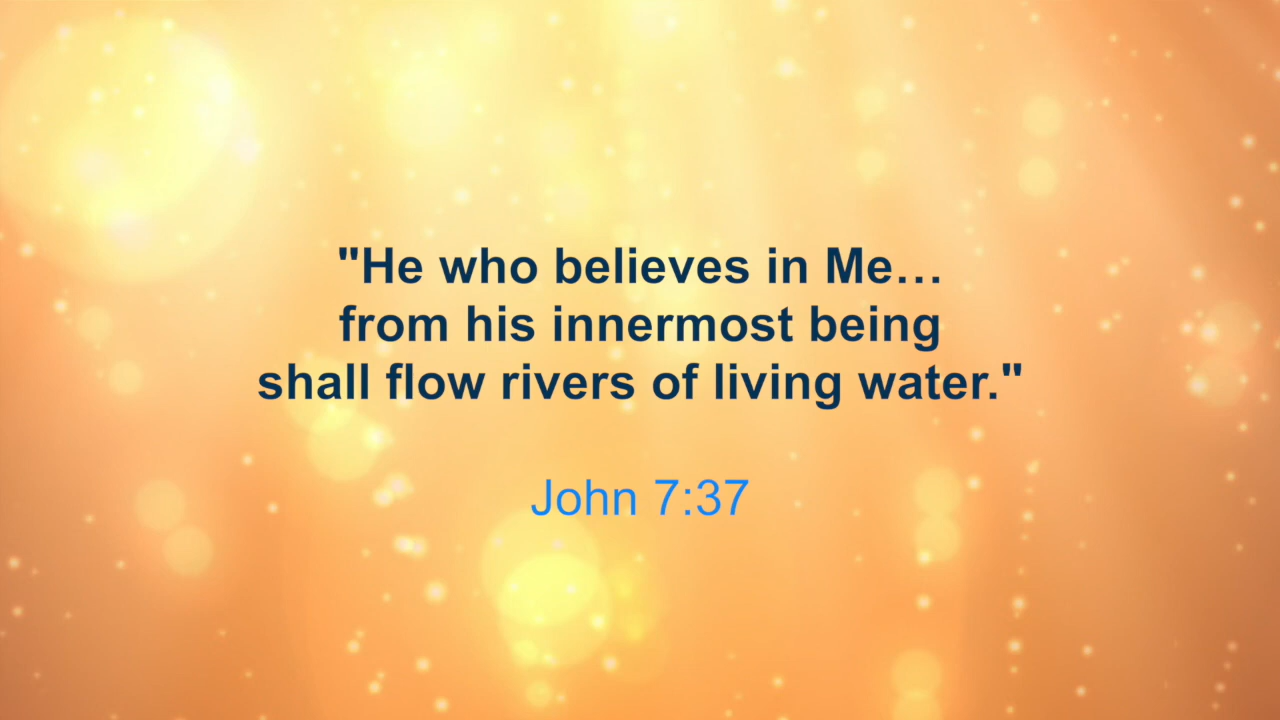 "He who believes in Me…
from his innermost being
shall flow rivers of living water."
John 7:37